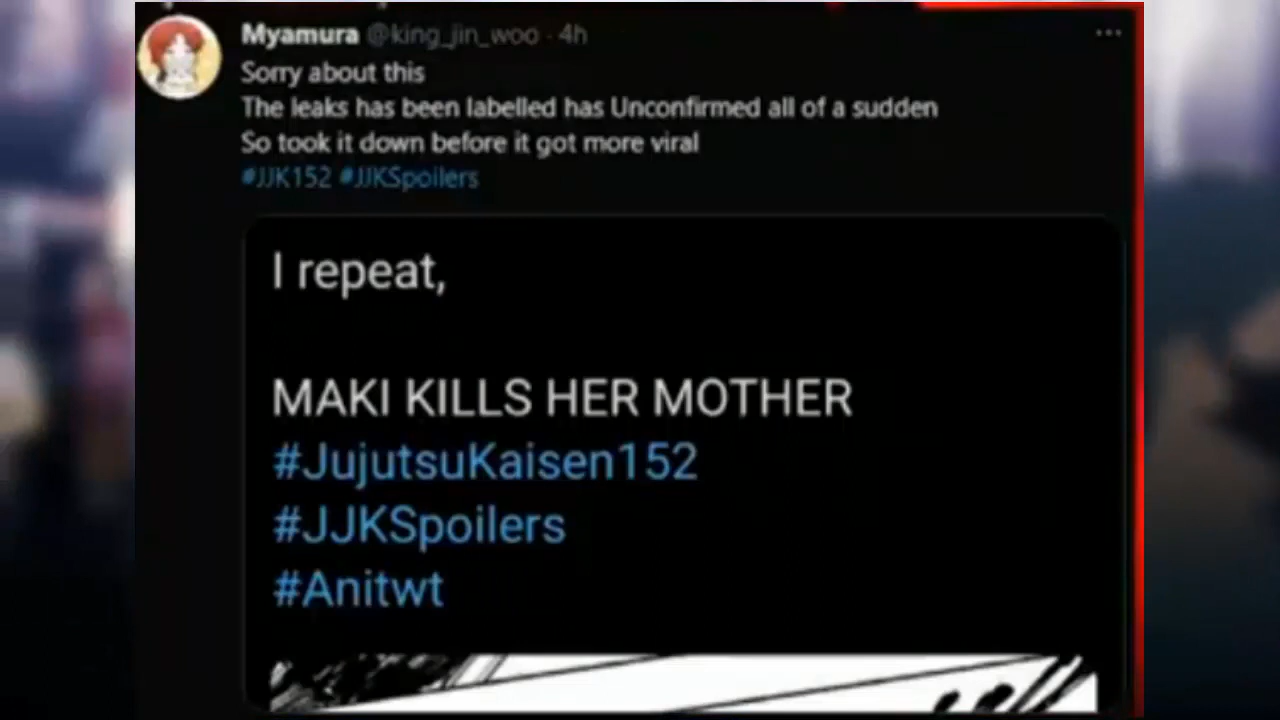 Myamura @king_jin_woo · 4h
Sorry about this
The leaks has been labelled has Unconfirmed all of a sudden
So took it down before it got more viral
#JJK152 #JJKSpoilers
I repeat,
MAKI KILLS HER MOTHER
#JujutsuKaisen152
#JJKSpoilers
#Anitwt